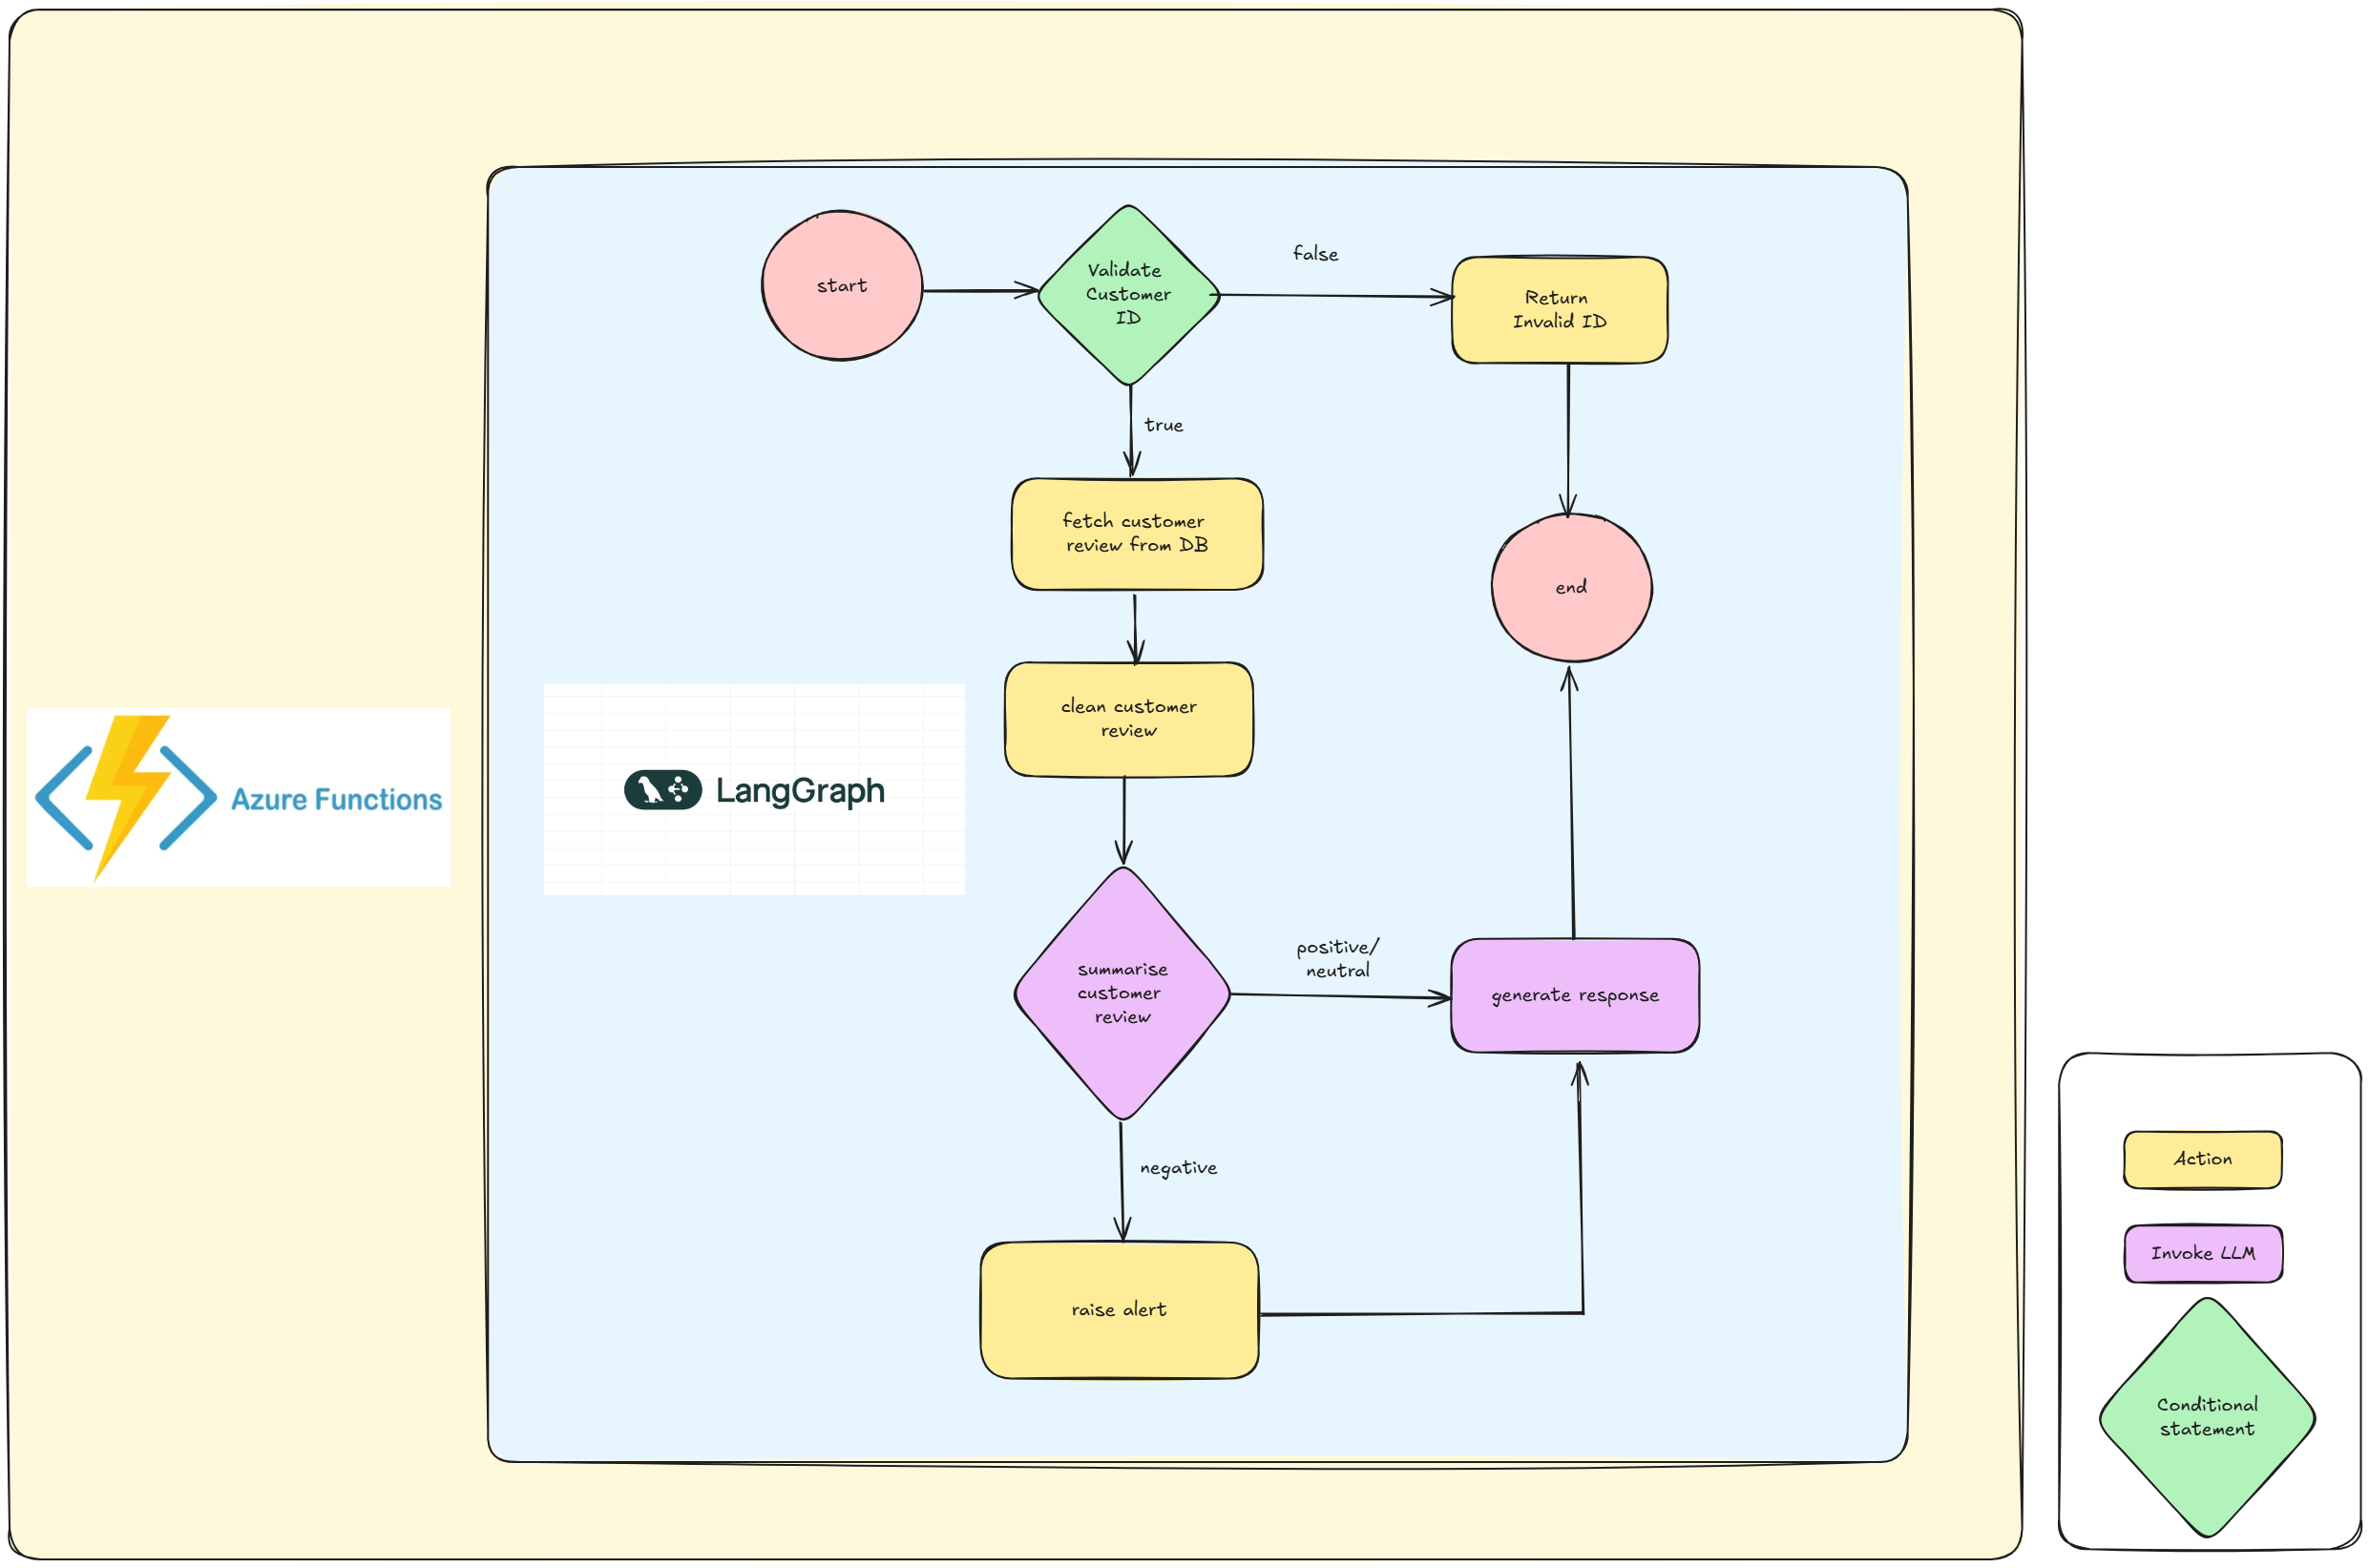 start
Validate
Customer
ID
false
Return
Invalid ID
true
fetch customer
review from DB
end
clean customer
review
Azure Functions
LangGraph
summarise
customer
review
positive/
neutral
generate response
negative
raise alert
Action
Invoke LLM
Conditional
statement